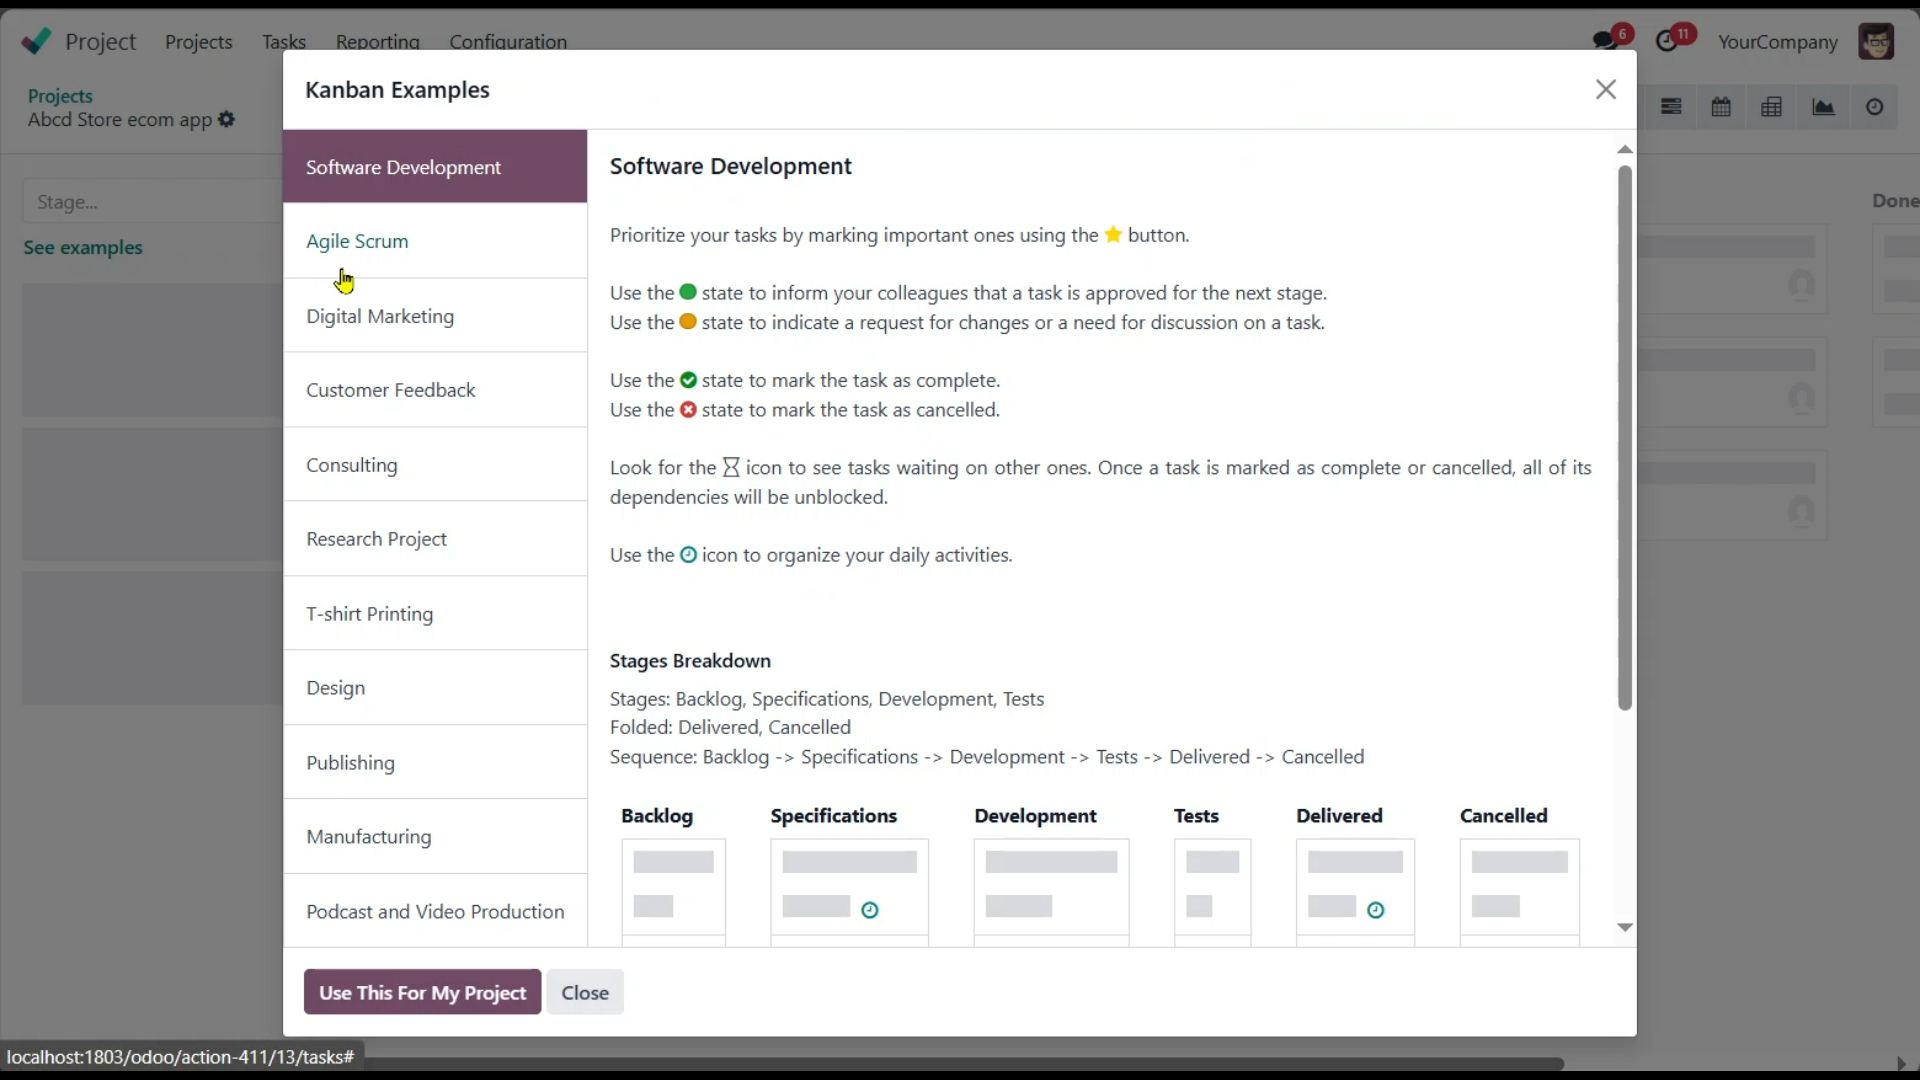 Project Projects Tasks Reporting Configuration 6 11 YourCompany
Projects
Abcd Store ecom app
Stage...
See examples
Done
Kanban Examples
Software Development
Agile Scrum
Digital Marketing
Customer Feedback
Consulting
Research Project
T-shirt Printing
Design
Publishing
Manufacturing
Podcast and Video Production
Software Development
Prioritize your tasks by marking important ones using the button.
Use the state to inform your colleagues that a task is approved for the next stage.
Use the state to indicate a request for changes or a need for discussion on a task.
Use the state to mark the task as complete.
Use the state to mark the task as cancelled.
Look for the icon to see tasks waiting on other ones. Once a task is marked as complete or cancelled, all of its
dependencies will be unblocked.
Use the icon to organize your daily activities.
Stages Breakdown
Stages: Backlog, Specifications, Development, Tests
Folded: Delivered, Cancelled
Sequence: Backlog -> Specifications -> Development -> Tests -> Delivered -> Cancelled
Backlog Specifications Development Tests Delivered Cancelled
Use This For My Project Close
localhost:1803/odoo/action-411/13/tasks#